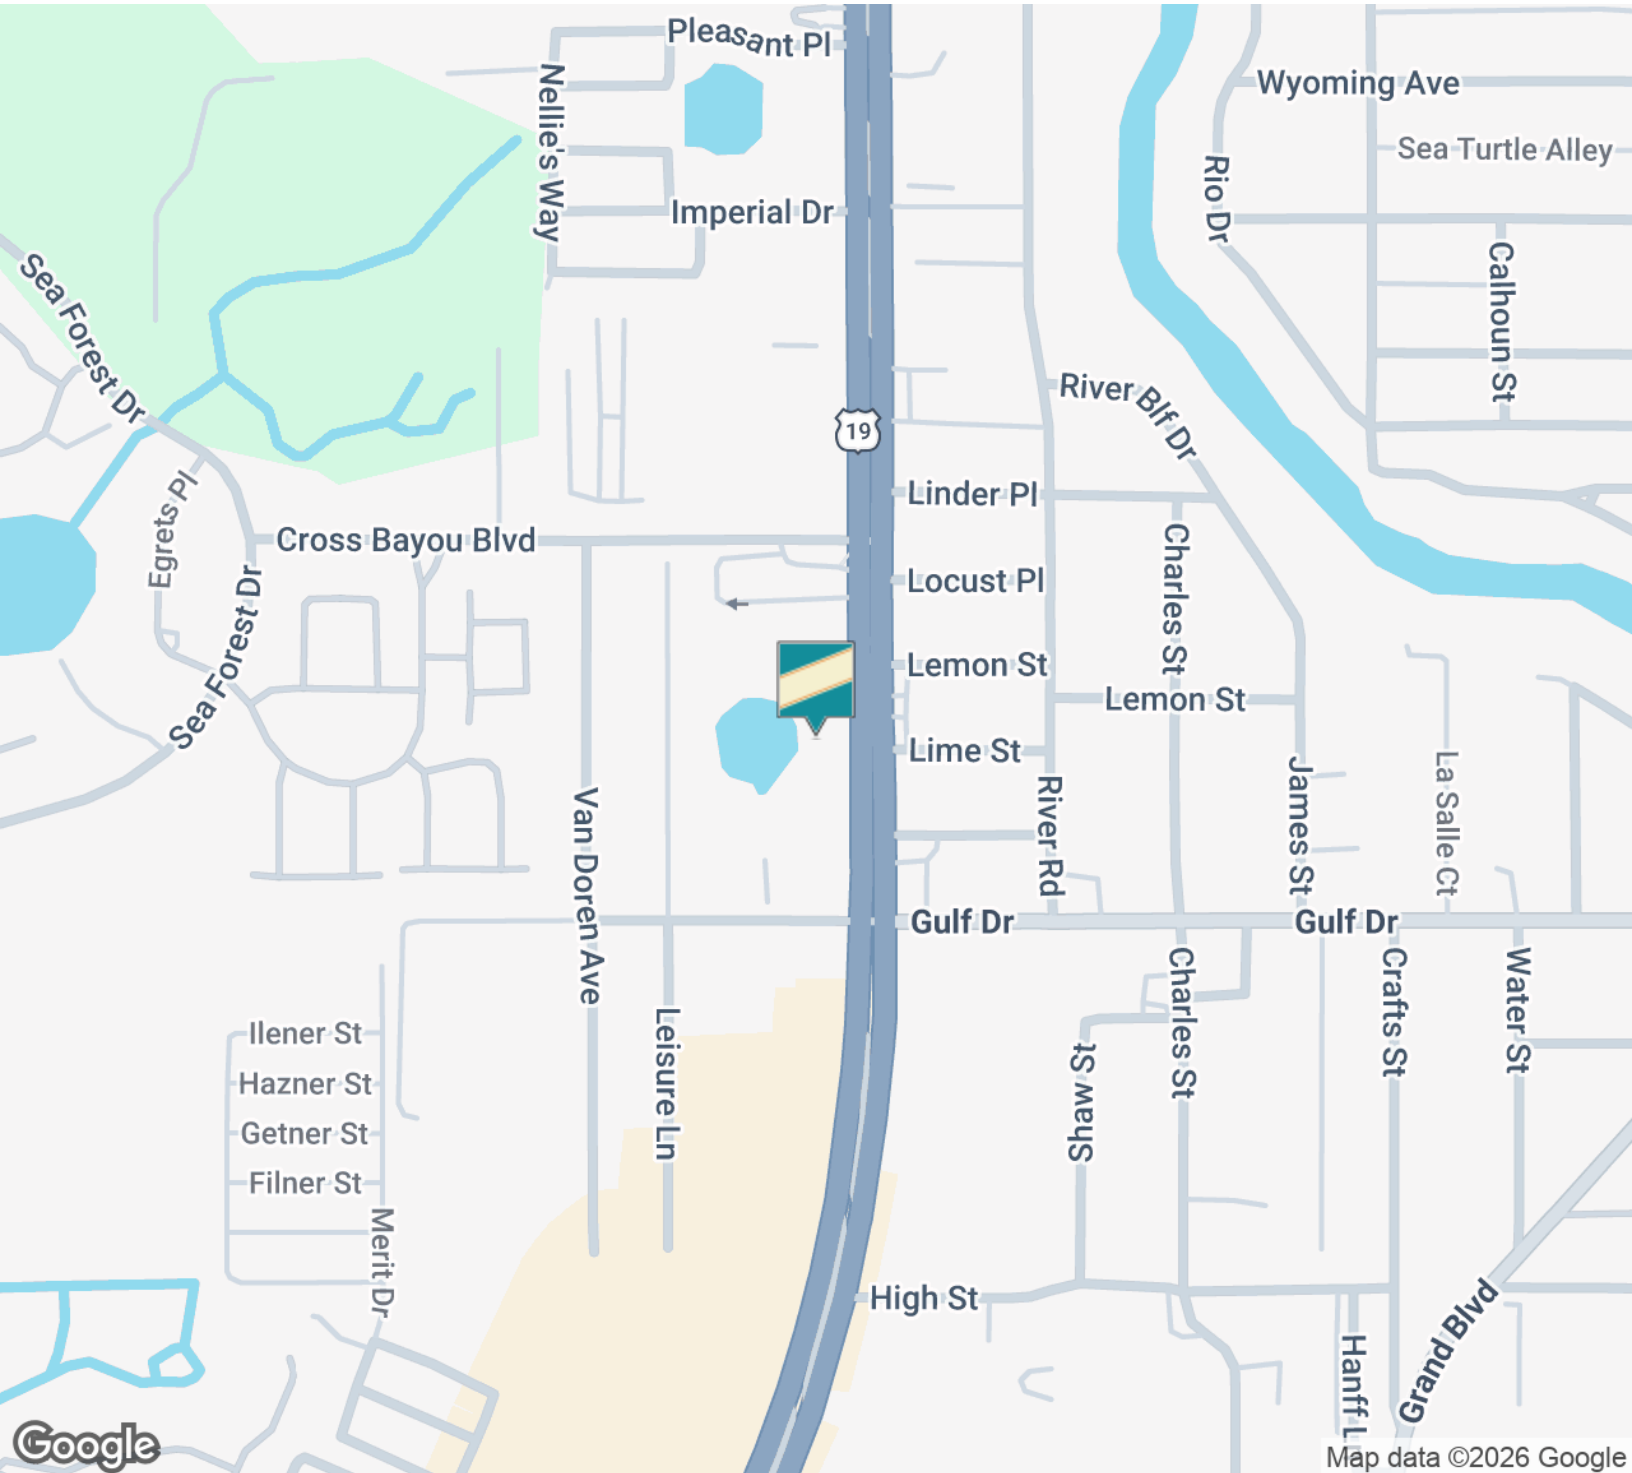 Pleasant Pl
Wyoming Ave
Nellie's Way
Sea Turtle Alley
Rio Dr
Imperial Dr
Calhoun St
Sea Forest Dr
River Blf Dr
19
Linder Pl
Egrets Pl
Cross Bayou Blvd
Charles St
Locust Pl
Sea Forest Dr
Lemon St
Lemon St
Lime St
La Salle Ct
James St
River Rd
Van Doren Ave
Gulf Dr
Gulf Dr
Charles St
Crafts St
Water St
Leisure Ln
Ilener St
Shaw St
Hazner St
Getner St
Filner St
Merit Dr
High St
Grand Blvd
Google
Map data ©2026 Google